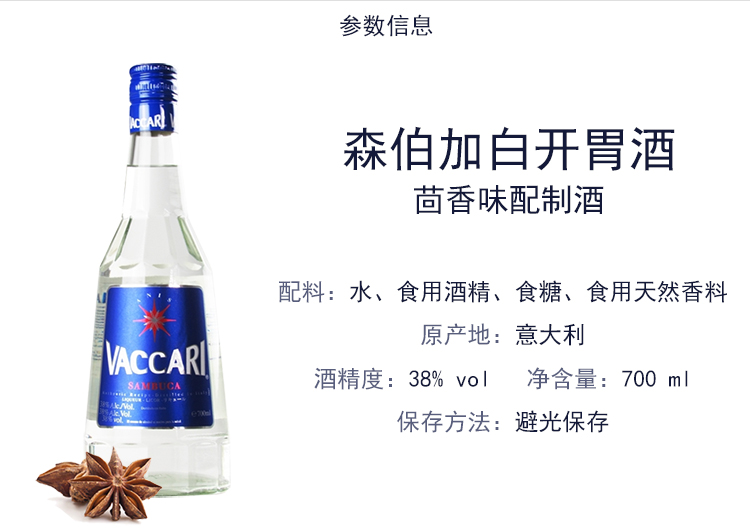 参数信息
森伯加白开胃酒
茴香味配制酒
配料：水、食用酒精、食糖、食用天然香料
原产地：意大利
酒精度：38% vol 净含量：700 ml
保存方法：避光保存
VACCARI
VACCARI
SAMBUCA
700ml